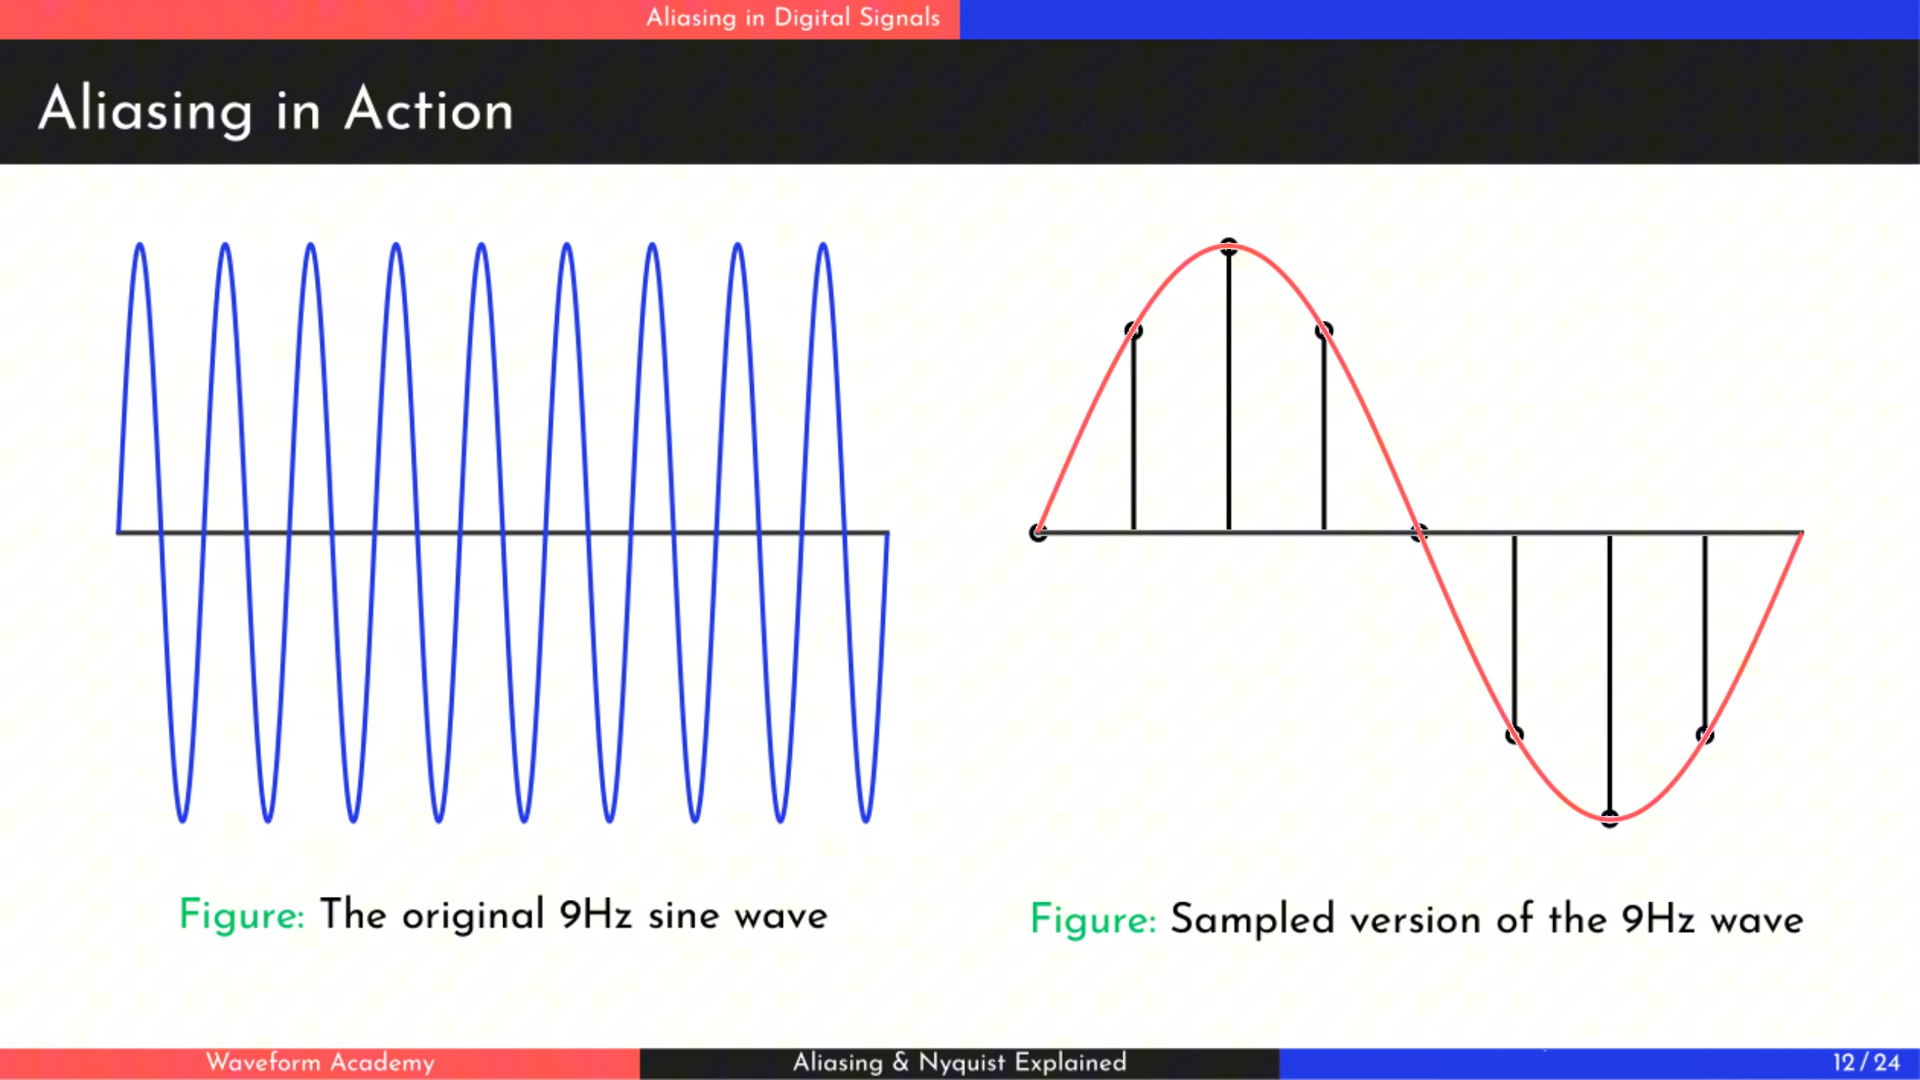 Aliasing in Digital Signals
Aliasing in Action
Figure: The original 9Hz sine wave
Figure: Sampled version of the 9Hz wave
Waveform Academy
Aliasing & Nyquist Explained
12 / 24